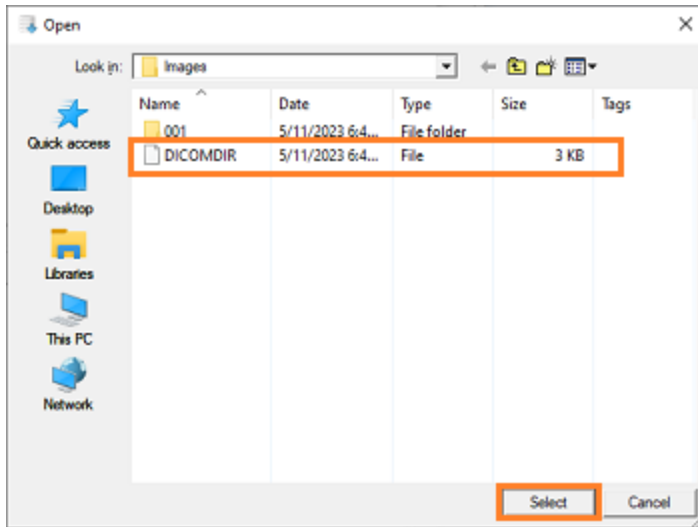 Open
Look in: Images
Name Date Type Size Tags
001 5/11/2023 6:4... File folder
DICOMDIR 5/11/2023 6:4... File 3 KB
Quick access
Desktop
Libraries
This PC
Network
Select Cancel